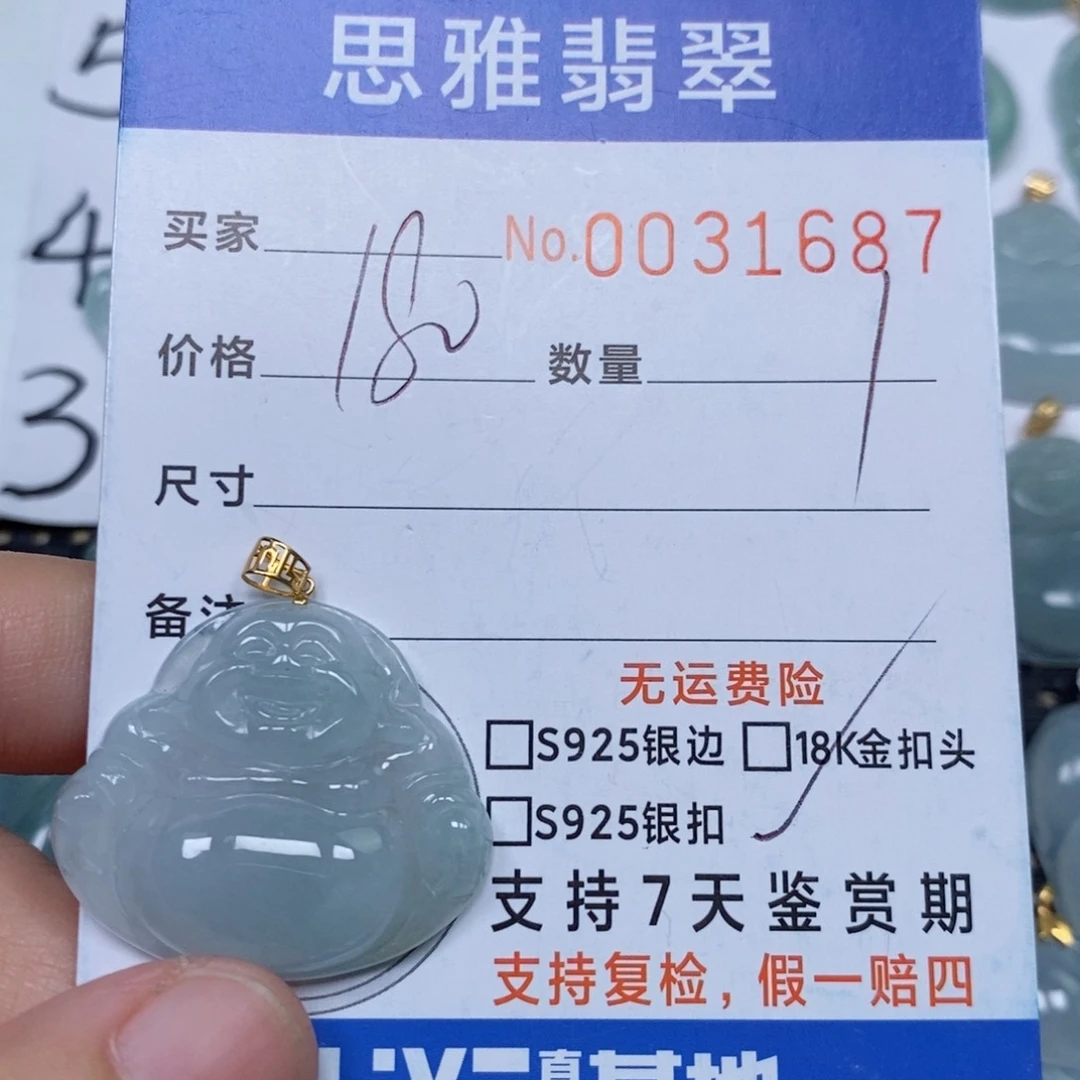 思雅翡翠
5
4
3
买家 No.0031687
价格 180 数量 1
尺寸
备注
无运费险
S925银边 18K金扣头
S925银扣
支持7天鉴赏期
支持复检，假一赔四